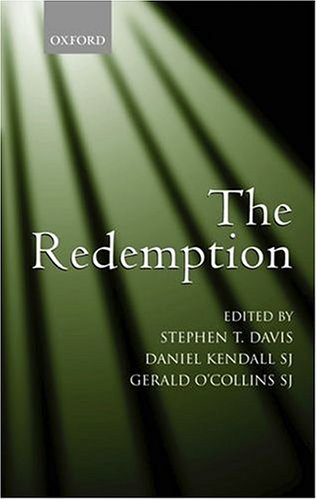 OXFORD
The
Redemption
EDITED BY
STEPHEN T. DAVIS
DANIEL KENDALL SJ
GERALD O'COLLINS SJ